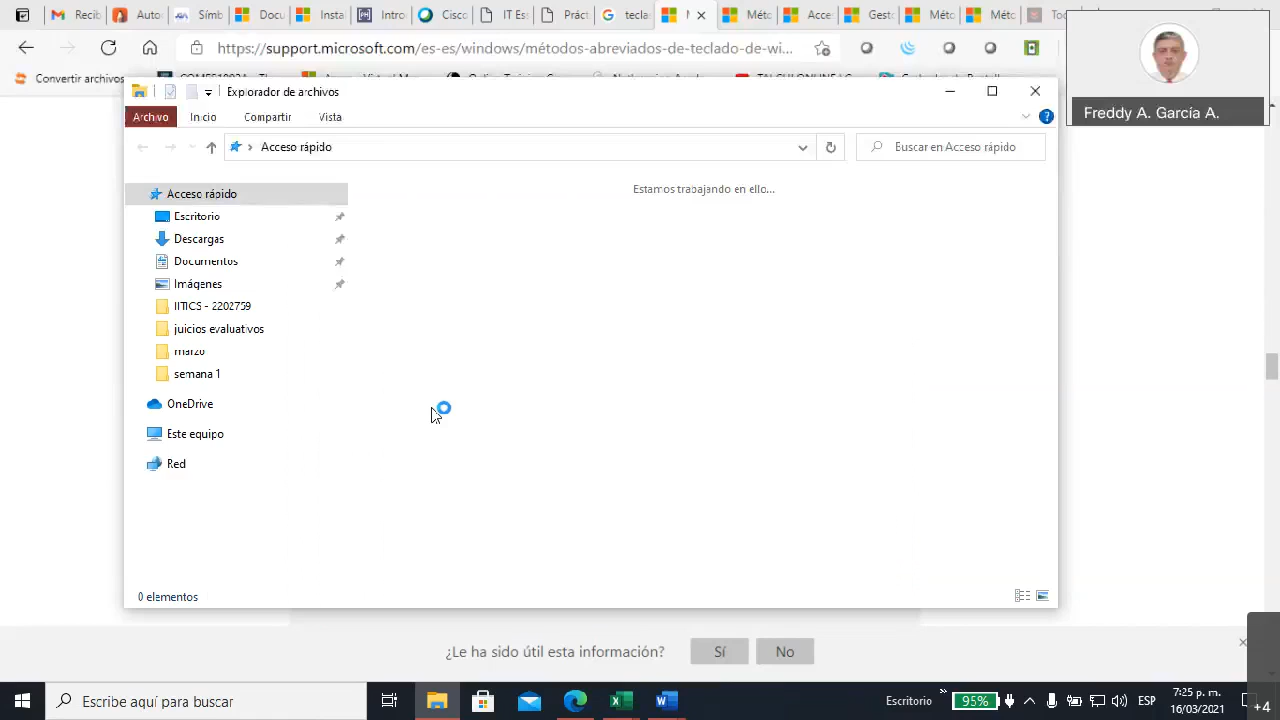 Reci
Auto
Símb
Docu
Insta
Intro
Cisco
IT Es
Prác
tecla
Méto
Acce
Gesto
Méto
Méto
https://support.microsoft.com/es-es/windows/métodos-abreviados-de-teclado-de-wi...
Convertir archivos
Explorador de archivos
Freddy A. García A.
Archivo Inicio Compartir Vista
Acceso rápido
Buscar en Acceso rápido
Acceso rápido
Estamos trabajando en ello...
Escritorio
Descargas
Documentos
Imágenes
IITICS - 2202759
juicios evaluativos
marzo
semana 1
OneDrive
Este equipo
Red
0 elementos
¿Le ha sido útil esta información? Sí No
Escribe aquí para buscar
Escritorio
95%
ESP
7:25 p. m.
16/03/2021
+4